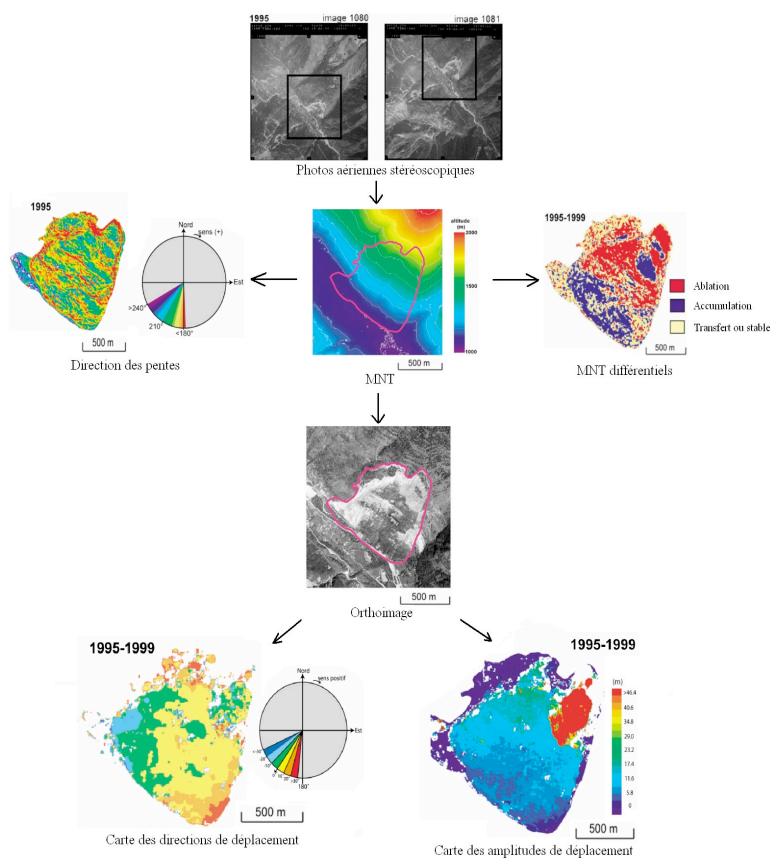 1995
image 1080
image 1081
Photos aériennes stéréoscopiques
1995
Nord
sens (+)
Est
>240°
210°
<180°
500 m
Direction des pentes
altitude
(m)
2000
1500
1000
500 m
MNT
1995-1999
Ablation
Accumulation
Transfert ou stable
500 m
MNT différentiels
500 m
Orthoimage
1995-1999
Nord
sens positif
Est
180°
500 m
Carte des directions de déplacement
1995-1999
(m)
>46.4
40.6
34.8
29.0
23.2
17.4
11.6
5.8
0
500 m
Carte des amplitudes de déplacement